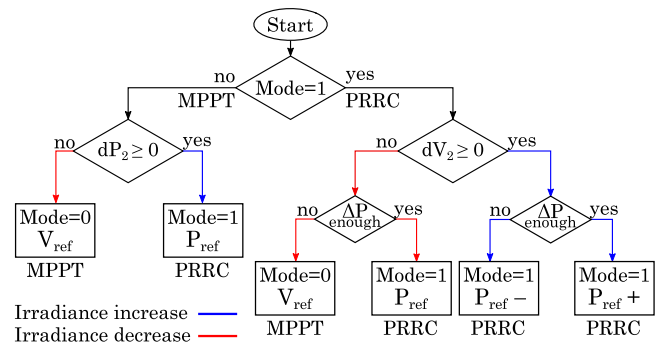 Start
Mode=1
no
yes
MPPT
PRRC
dP₂ ≥ 0
no
yes
dV₂ ≥ 0
no
yes
Mode=0
V_ref
MPPT
Mode=1
P_ref
PRRC
ΔP
enough
no
yes
ΔP
enough
no
yes
Mode=0
V_ref
MPPT
Mode=1
P_ref
PRRC
Mode=1
P_ref −
PRRC
Mode=1
P_ref +
PRRC
Irradiance increase
Irradiance decrease